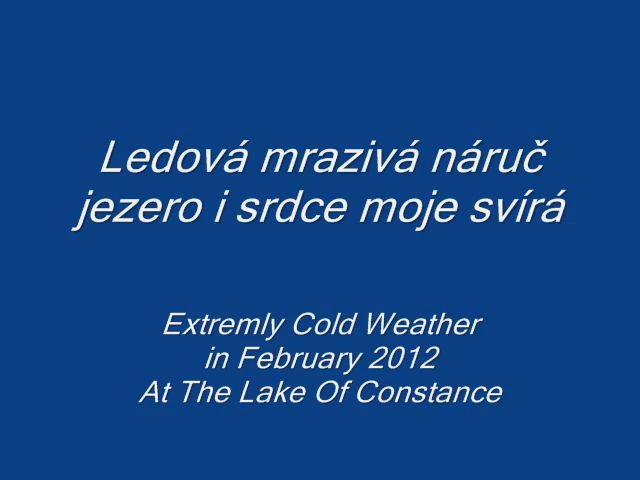 Ledová mrazivá náruč
jezero i srdce moje svírá
Extremly Cold Weather
in February 2012
At The Lake Of Constance